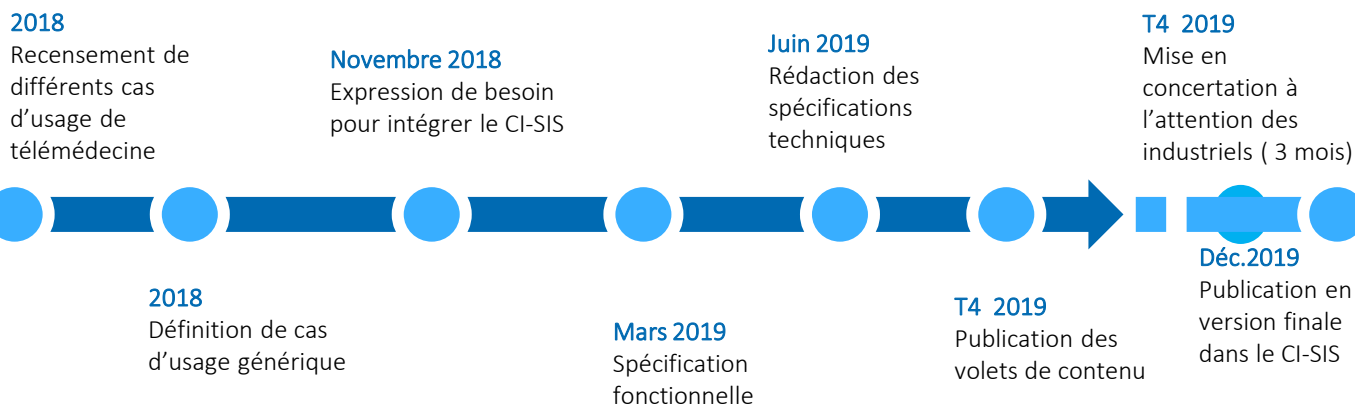 2018
Recensement de
différents cas
d'usage de
télémédecine
2018
Définition de cas
d'usage générique
Novembre 2018
Expression de besoin
pour intégrer le CI-SIS
Mars 2019
Spécification
fonctionnelle
Juin 2019
Rédaction des
spécifications
techniques
T4 2019
Publication des
volets de contenu
T4 2019
Mise en
concertation à
l'attention des
industriels ( 3 mois)
Déc.2019
Publication en
version finale
dans le CI-SIS